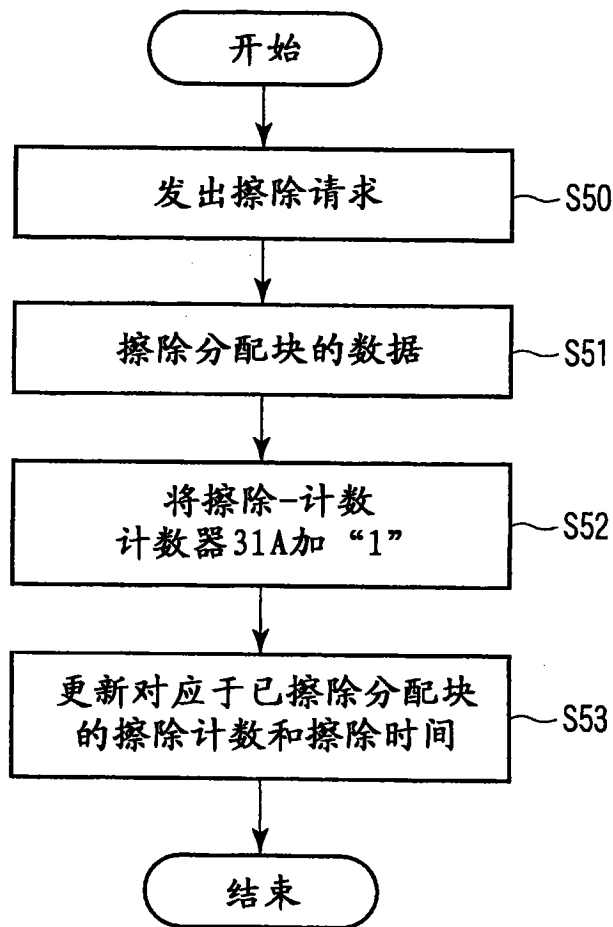 开始
发出擦除请求
S50
擦除分配块的数据
S51
将擦除-计数
计数器31A加“1”
S52
更新对应于已擦除分配块
的擦除计数和擦除时间
S53
结束